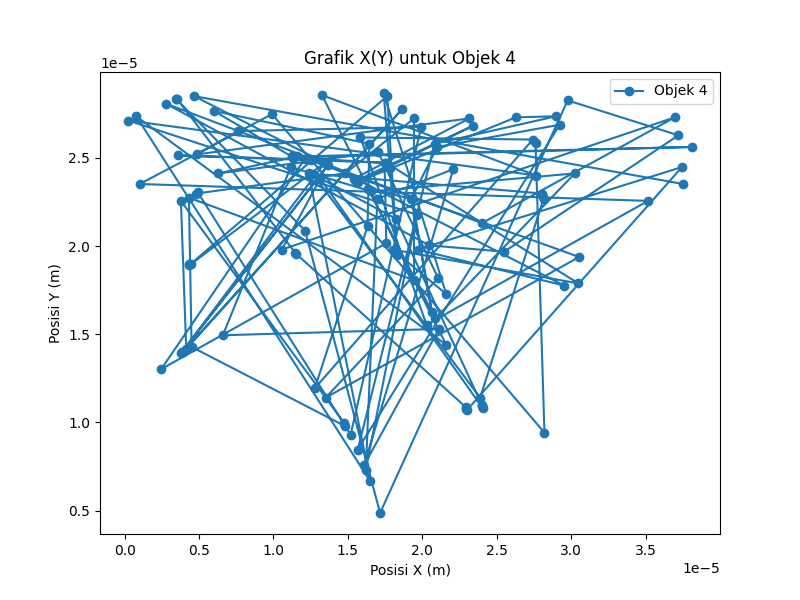 Grafik X(Y) untuk Objek 4
1e−5
Objek 4
2.5
2.0
1.5
1.0
0.5
Posisi Y (m)
0.0 0.5 1.0 1.5 2.0 2.5 3.0 3.5
1e−5
Posisi X (m)